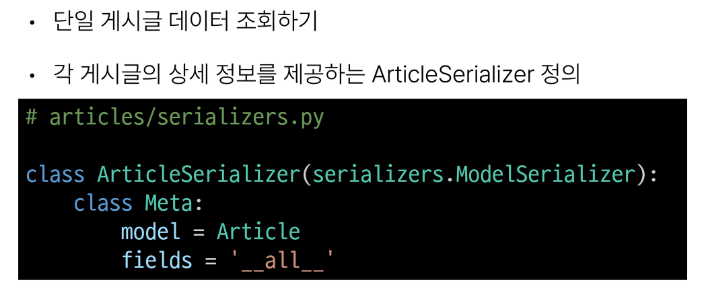 • 단일 게시글 데이터 조회하기
• 각 게시글의 상세 정보를 제공하는 ArticleSerializer 정의
# articles/serializers.py
class ArticleSerializer(serializers.ModelSerializer):
    class Meta:
        model = Article
        fields = '__all__'